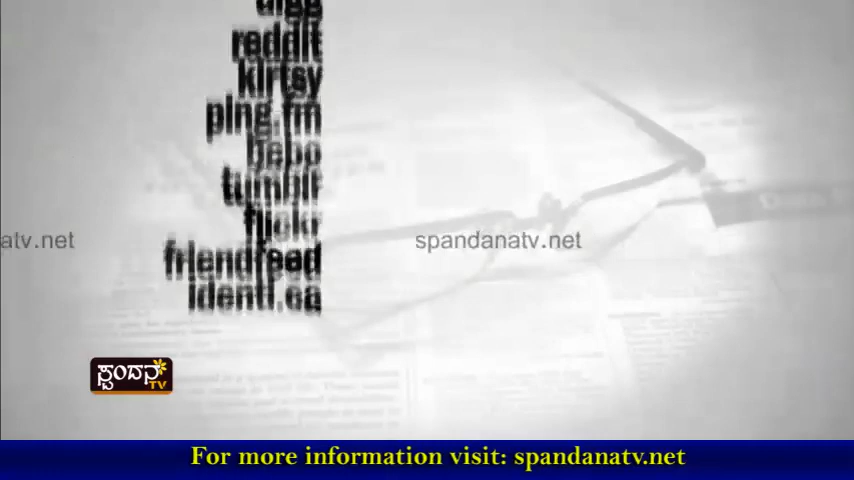 digg
reddit
kirtsy
ping.fm
bebo
tumblr
flickr
friendfeed
identi.ca
atv.net
spandanatv.net
ಸ್ಪಂದನ
TV
For more information visit: spandanatv.net